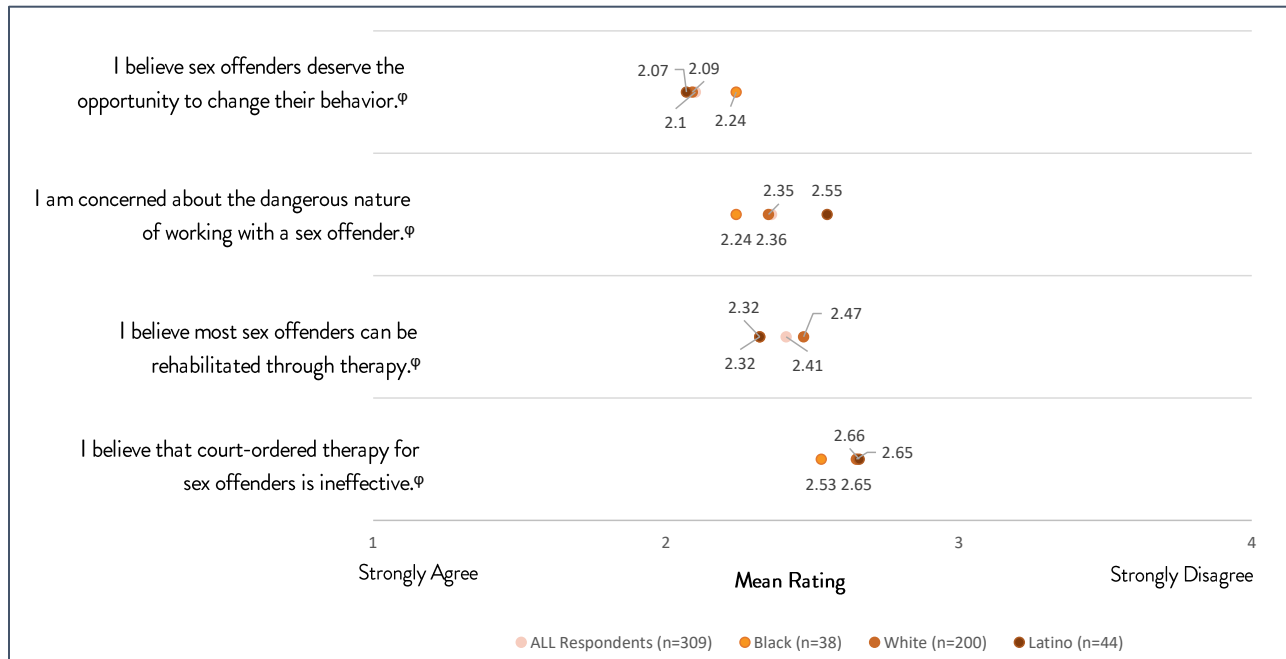 I believe sex offenders deserve the
opportunity to change their behavior.φ
2.07
2.09
2.1
2.24
I am concerned about the dangerous nature
of working with a sex offender.φ
2.35
2.55
2.24
2.36
I believe most sex offenders can be
rehabilitated through therapy.φ
2.32
2.47
2.32
2.41
I believe that court-ordered therapy for
sex offenders is ineffective.φ
2.66
2.65
2.53
2.65
1
2
3
4
Strongly Agree
Mean Rating
Strongly Disagree
ALL Respondents (n=309)
Black (n=38)
White (n=200)
Latino (n=44)